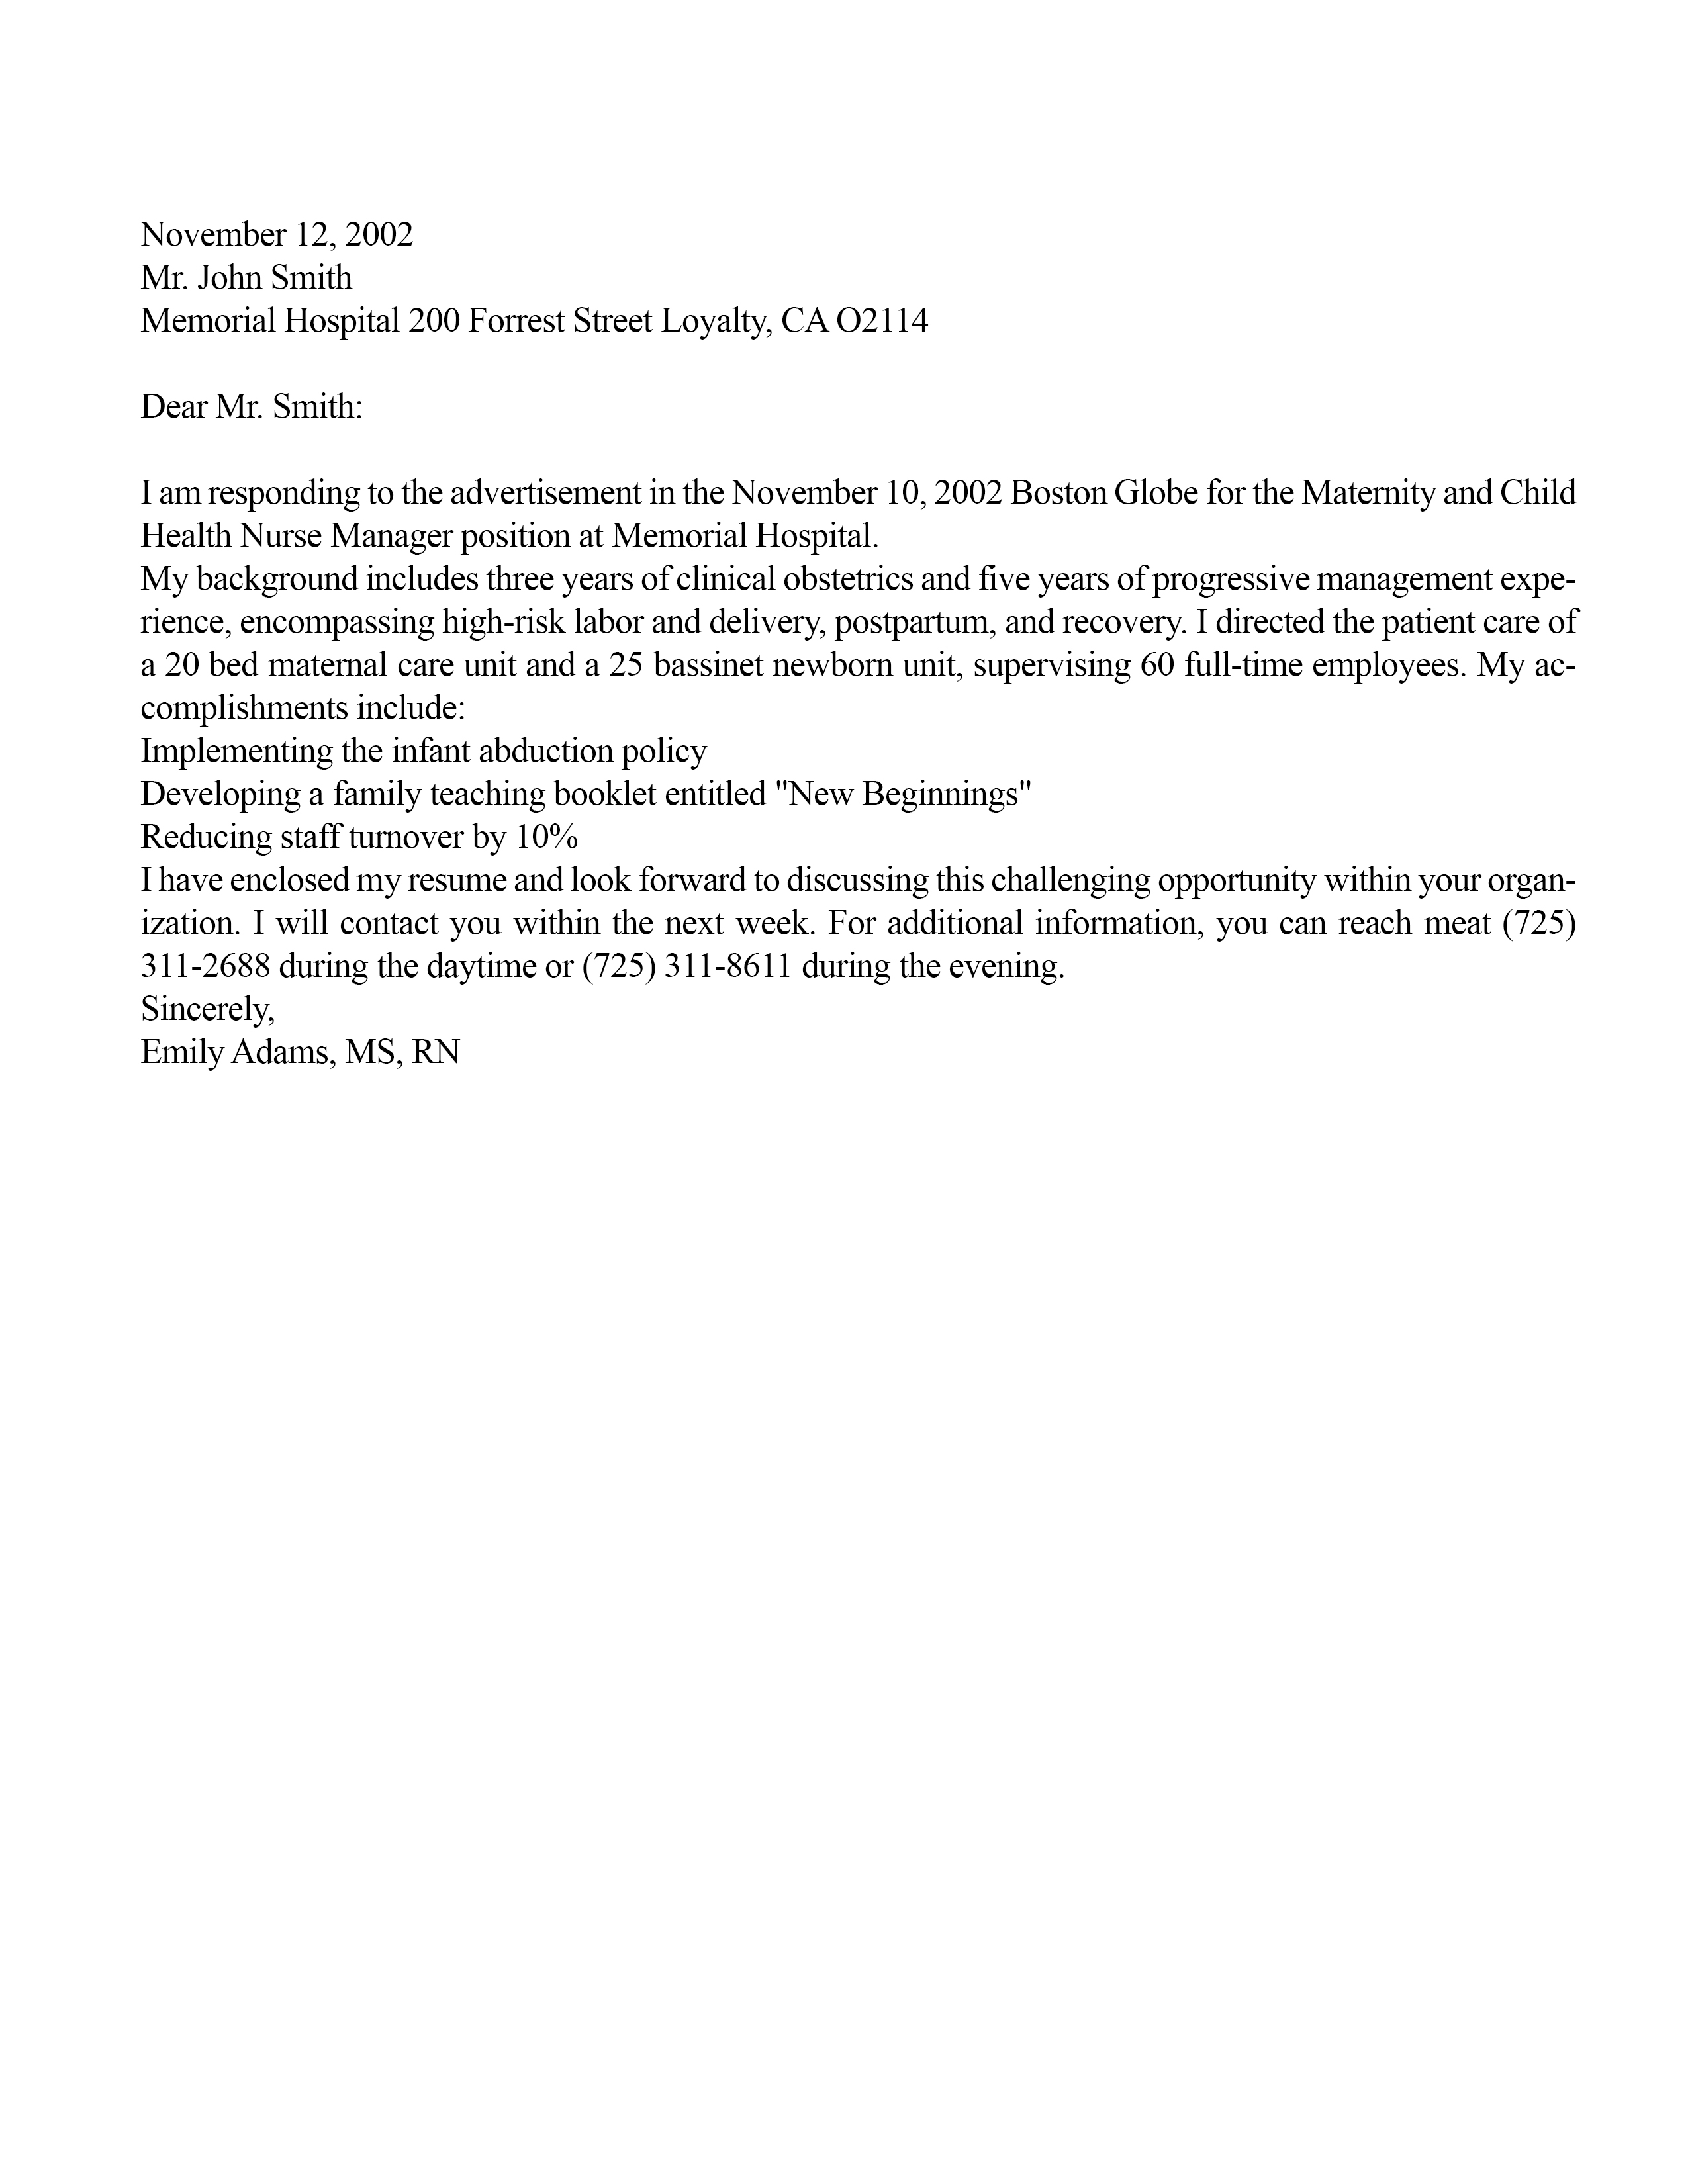 November 12, 2002
Mr. John Smith
Memorial Hospital 200 Forrest Street Loyalty, CA O2114
Dear Mr. Smith:
I am responding to the advertisement in the November 10, 2002 Boston Globe for the Maternity and Child
Health Nurse Manager position at Memorial Hospital.
My background includes three years of clinical obstetrics and five years of progressive management expe-
rience, encompassing high-risk labor and delivery, postpartum, and recovery. I directed the patient care of
a 20 bed maternal care unit and a 25 bassinet newborn unit, supervising 60 full-time employees. My ac-
complishments include:
Implementing the infant abduction policy
Developing a family teaching booklet entitled "New Beginnings"
Reducing staff turnover by 10%
I have enclosed my resume and look forward to discussing this challenging opportunity within your organ-
ization. I will contact you within the next week. For additional information, you can reach meat (725)
311-2688 during the daytime or (725) 311-8611 during the evening.
Sincerely,
Emily Adams, MS, RN